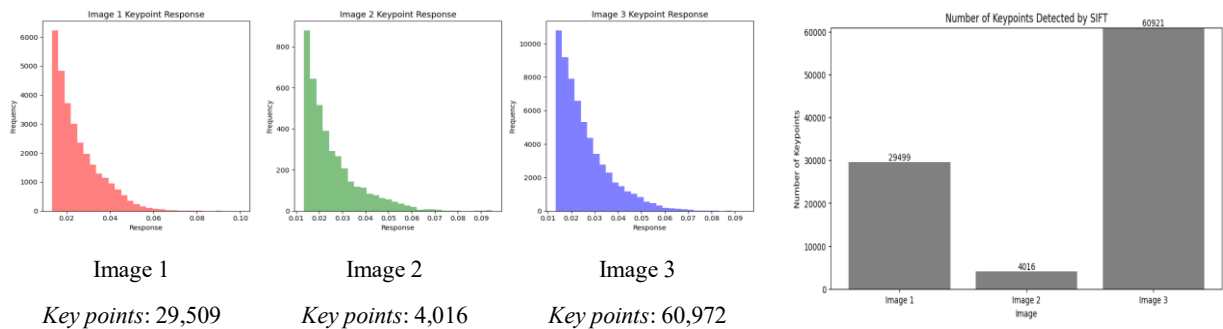 Image 1 Keypoint Response
Frequency
6000
5000
4000
3000
2000
1000
0
0.02 0.04 0.06 0.08 0.10
Response
Image 1
Key points: 29,509
Image 2 Keypoint Response
Frequency
800
600
400
200
0
0.01 0.02 0.03 0.04 0.05 0.06 0.07 0.08 0.09
Response
Image 2
Key points: 4,016
Image 3 Keypoint Response
Frequency
10000
8000
6000
4000
2000
0
0.01 0.02 0.03 0.04 0.05 0.06 0.07 0.08 0.09
Response
Image 3
Key points: 60,972
Number of Keypoints Detected by SIFT
Number of Keypoints
60000
50000
40000
30000
20000
10000
0
29499
4016
60921
Image 1 Image 2 Image 3
Image